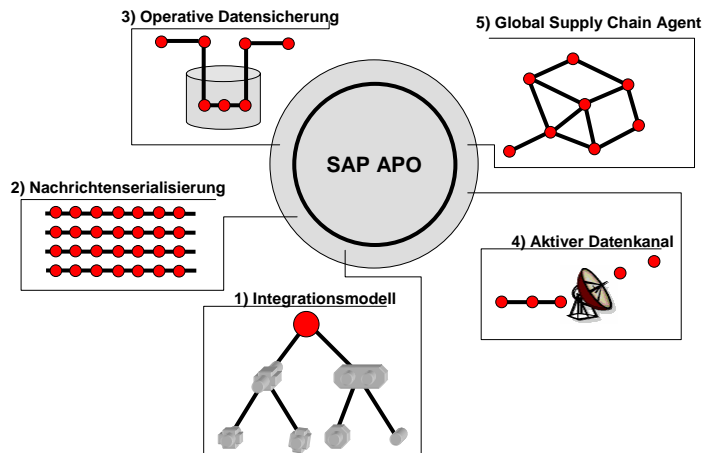 3) Operative Datensicherung
5) Global Supply Chain Agent
SAP APO
2) Nachrichtenserialisierung
4) Aktiver Datenkanal
1) Integrationsmodell